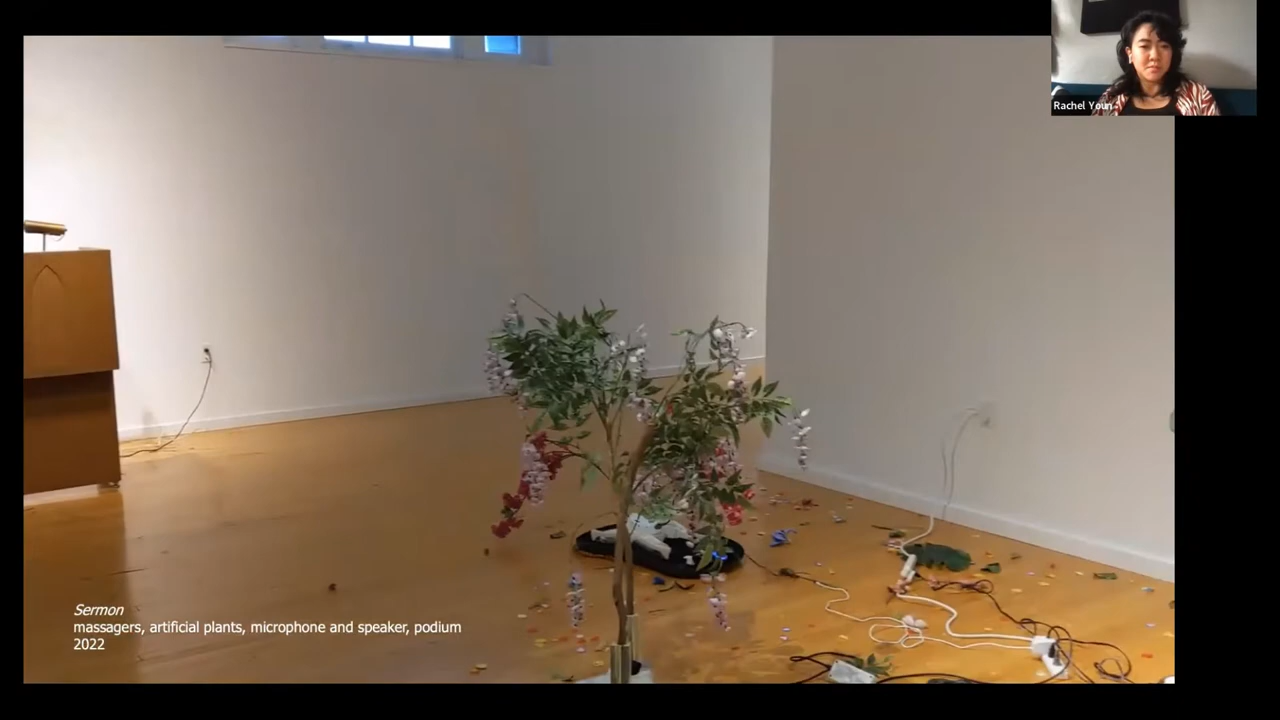 Rachel Youn
Sermon
massagers, artificial plants, microphone and speaker, podium
2022